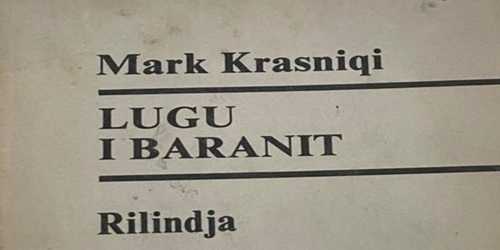 Mark Krasniqi
LUGU
I BARANIT
Rilindja